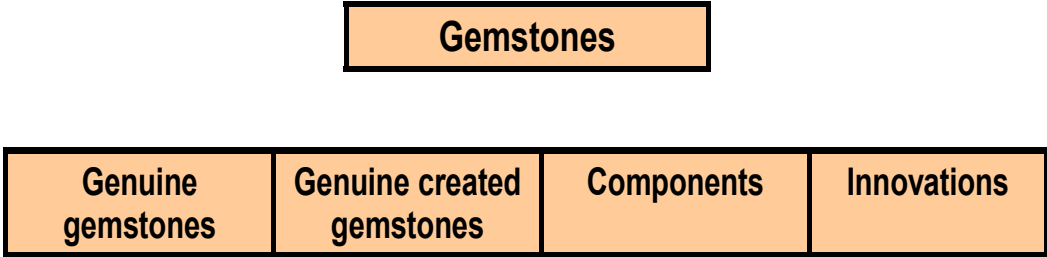 Gemstones
Genuine
gemstones
Genuine created
gemstones
Components
Innovations